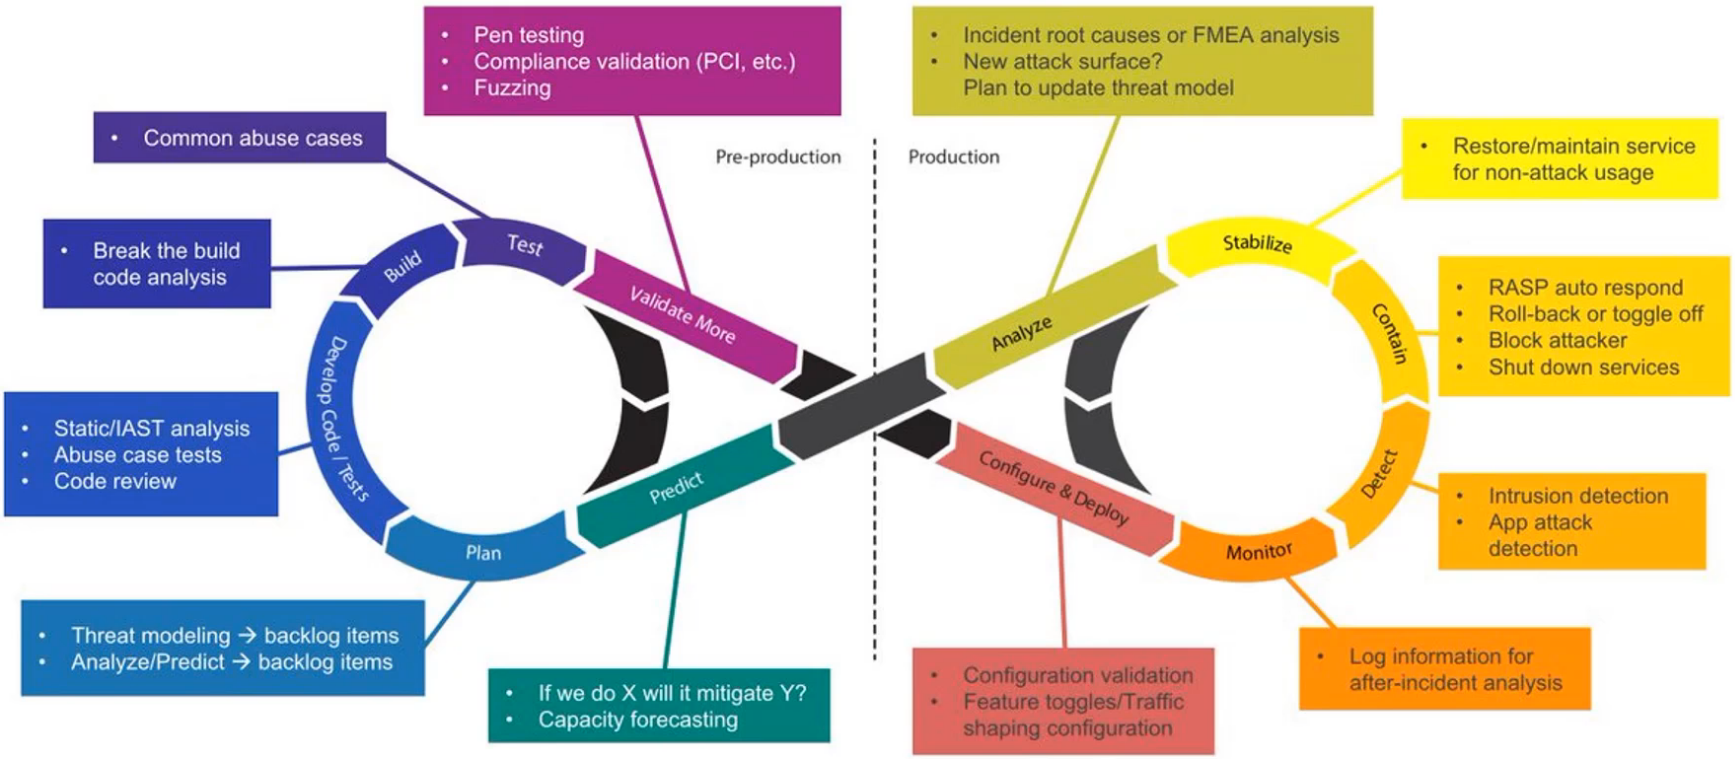 • Pen testing
• Compliance validation (PCI, etc.)
• Fuzzing
• Incident root causes or FMEA analysis
• New attack surface?
Plan to update threat model
• Common abuse cases
Pre-production
Production
• Restore/maintain service
for non-attack usage
• Break the build
code analysis
Build
Test
Validate More
Analyze
Stabilize
Contain
• RASP auto respond
• Roll-back or toggle off
• Block attacker
• Shut down services
• Static/IAST analysis
• Abuse case tests
• Code review
Develop Code / Tests
Plan
Predict
Configure & Deploy
Monitor
Detect
• Intrusion detection
• App attack
detection
• Threat modeling → backlog items
• Analyze/Predict → backlog items
• If we do X will it mitigate Y?
• Capacity forecasting
• Configuration validation
• Feature toggles/Traffic
shaping configuration
• Log information for
after-incident analysis